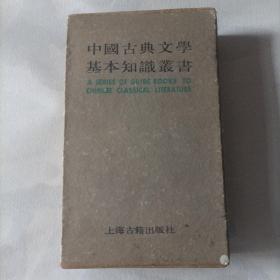 中國古典文學
基本知識叢書
A SERIES OF GUIDE BOOKS TO
CHINESE CLASSICAL LITERATURE
上海古籍出版社